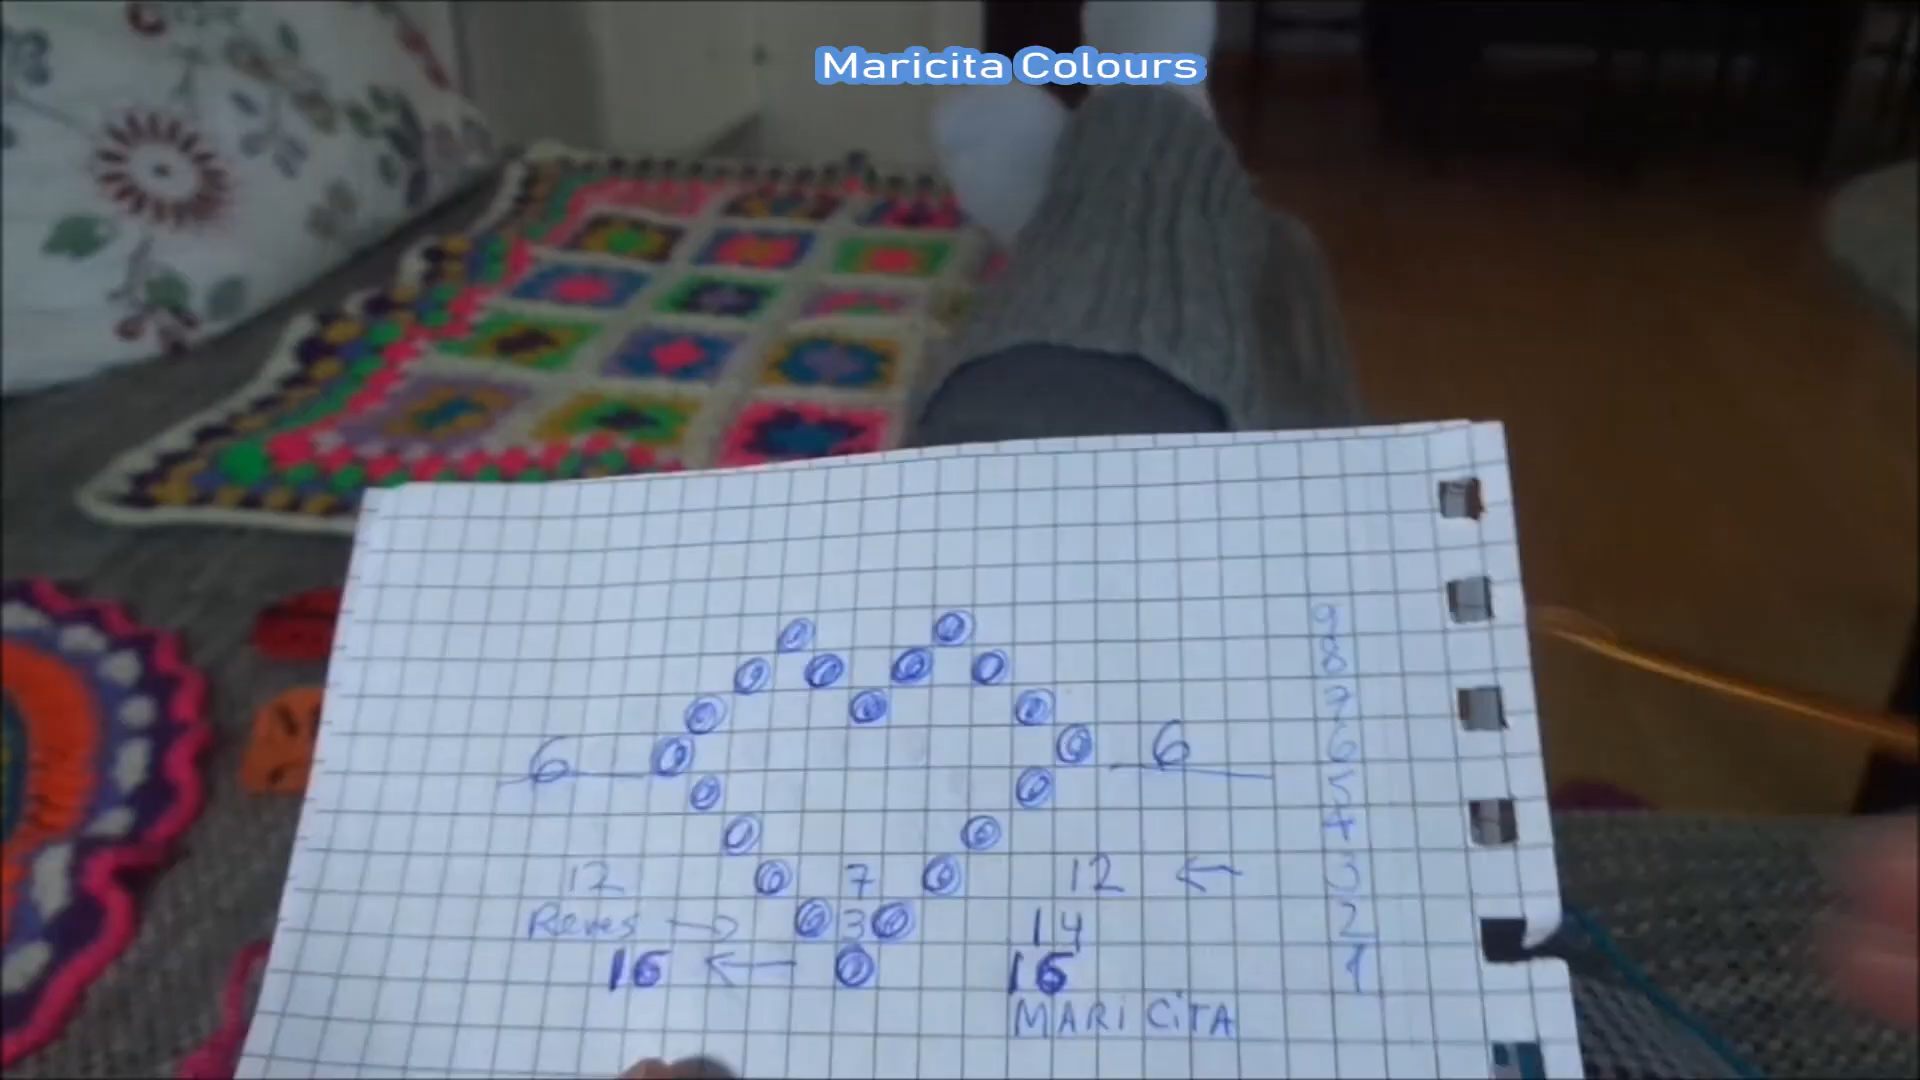 Maricita Colours
9
8
7
6 6 6
5
4
12 7 12 ← 3
Reves → 3 14 2
16 ← 16 1
MARICITA